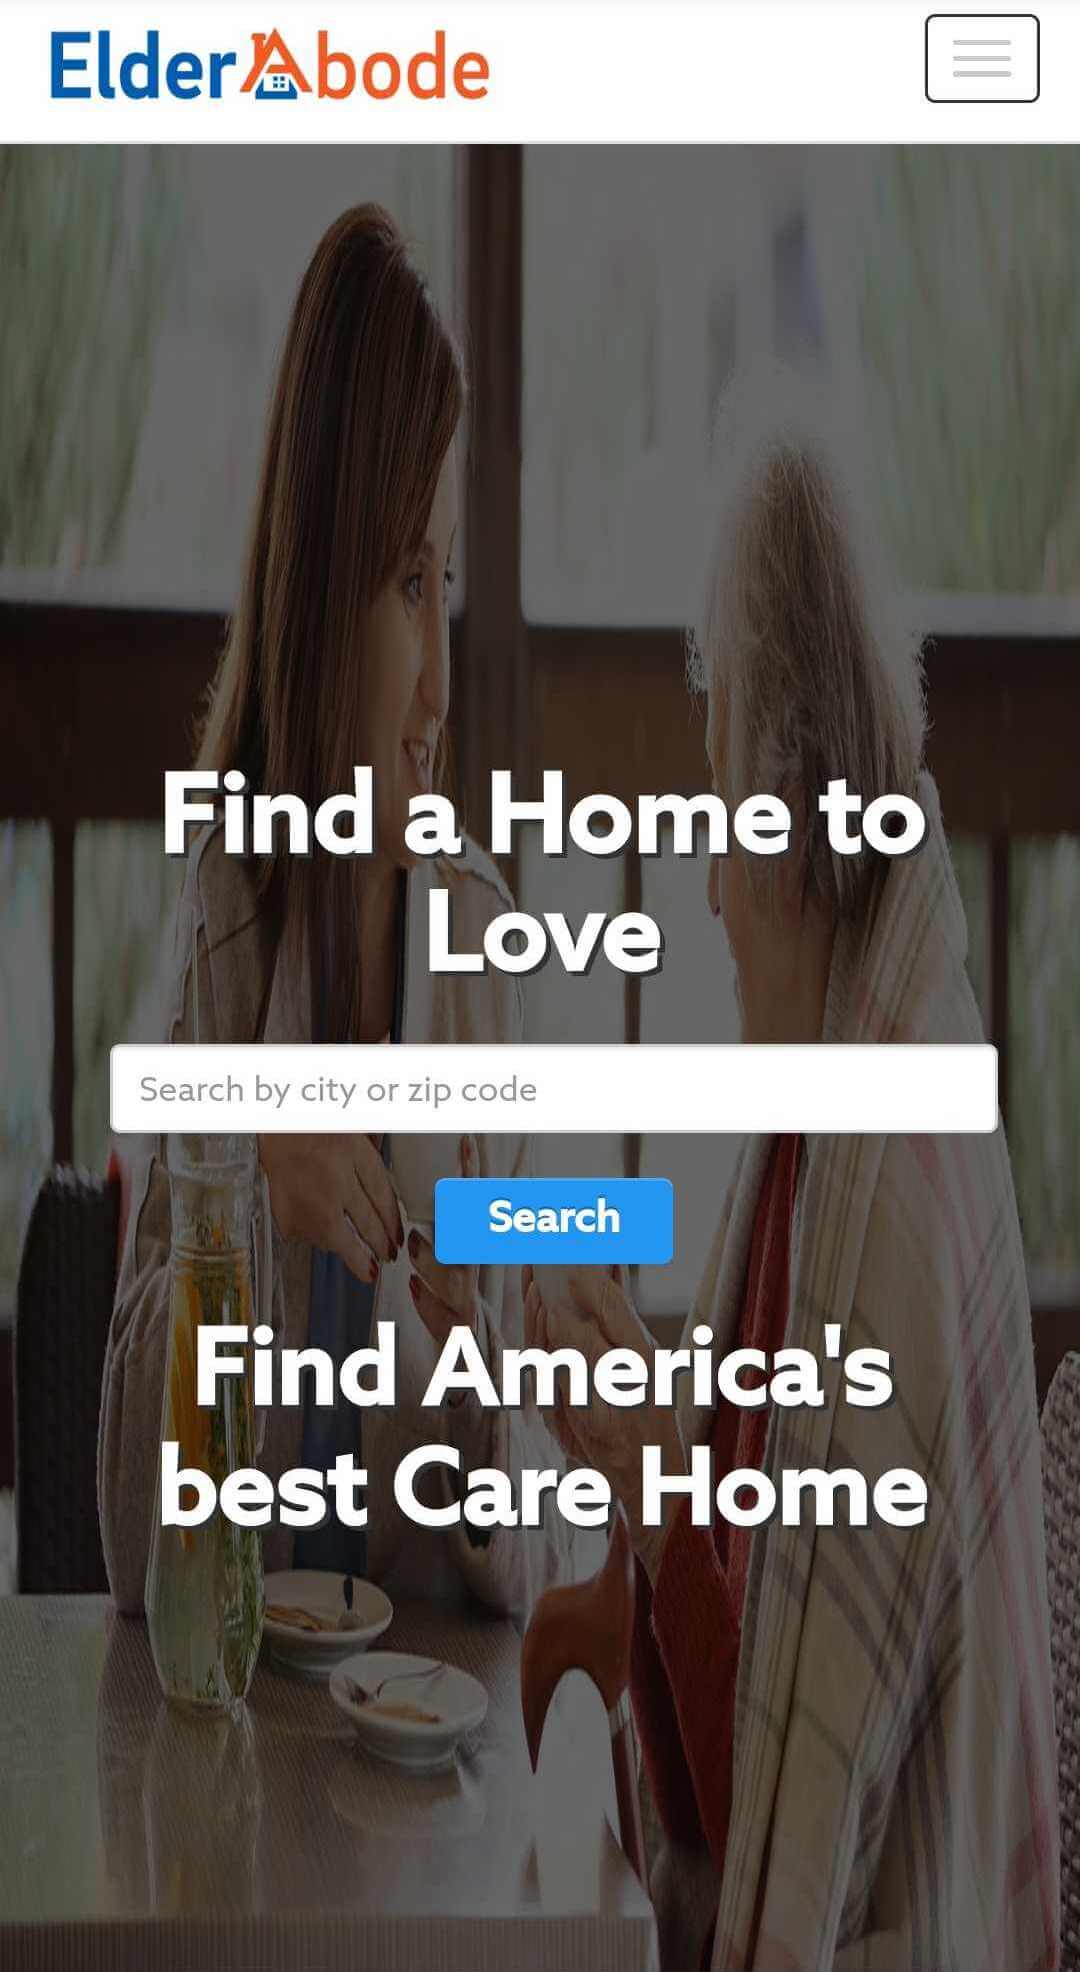 ElderAbode
Find a Home to
Love
Search by city or zip code
Search
Find America's
best Care Home